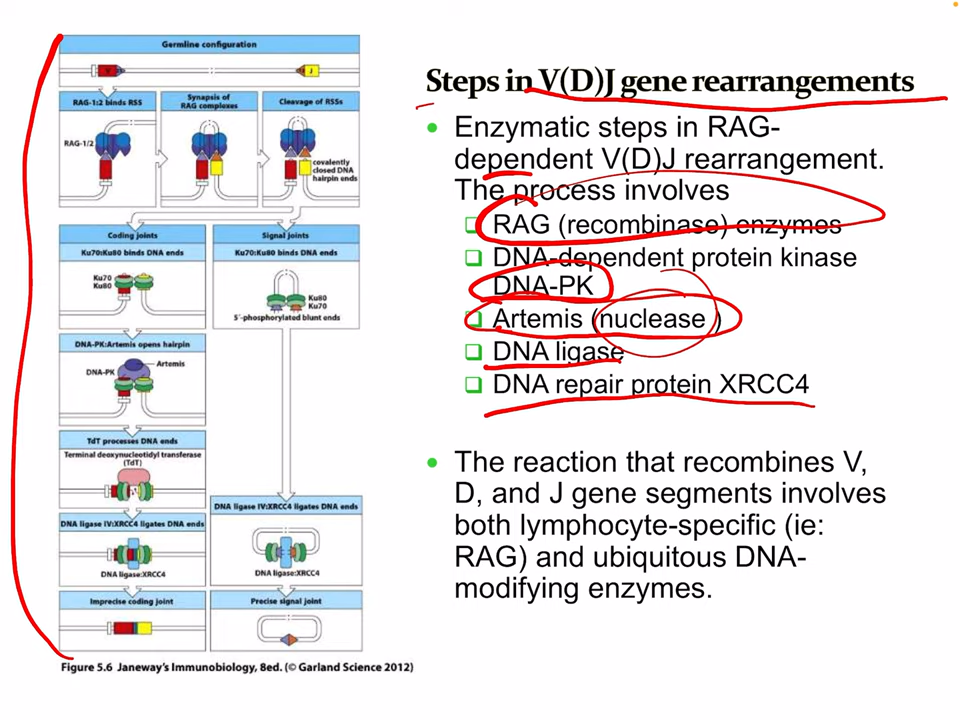 Germline configuration
V
J
RAG-1:2 binds RSS
RAG-1/2
Synapsis of
RAG complexes
Cleavage of RSSs
covalently
closed DNA
hairpin ends
Coding joints
Ku70:Ku80 binds DNA ends
Ku70
Ku80
Signal joints
Ku70:Ku80 binds DNA ends
Ku80
Ku70
5´-phosphorylated blunt ends
DNA-PK:Artemis opens hairpin
Artemis
DNA-PK
TdT processes DNA ends
Terminal deoxynucleotidyl transferase
(TdT)
DNA ligase IV:XRCC4 ligates DNA ends
DNA ligase:XRCC4
DNA ligase IV:XRCC4 ligates DNA ends
DNA ligase:XRCC4
Imprecise coding joint
Precise signal joint
Figure 5.6 Janeway's Immunobiology, 8ed. (© Garland Science 2012)
Steps in V(D)J gene rearrangements
• Enzymatic steps in RAG-
dependent V(D)J rearrangement.
The process involves
❑ RAG (recombinase) enzymes
❑ DNA-dependent protein kinase
DNA-PK
❑ Artemis (nuclease )
❑ DNA ligase
❑ DNA repair protein XRCC4
• The reaction that recombines V,
D, and J gene segments involves
both lymphocyte-specific (ie:
RAG) and ubiquitous DNA-
modifying enzymes.